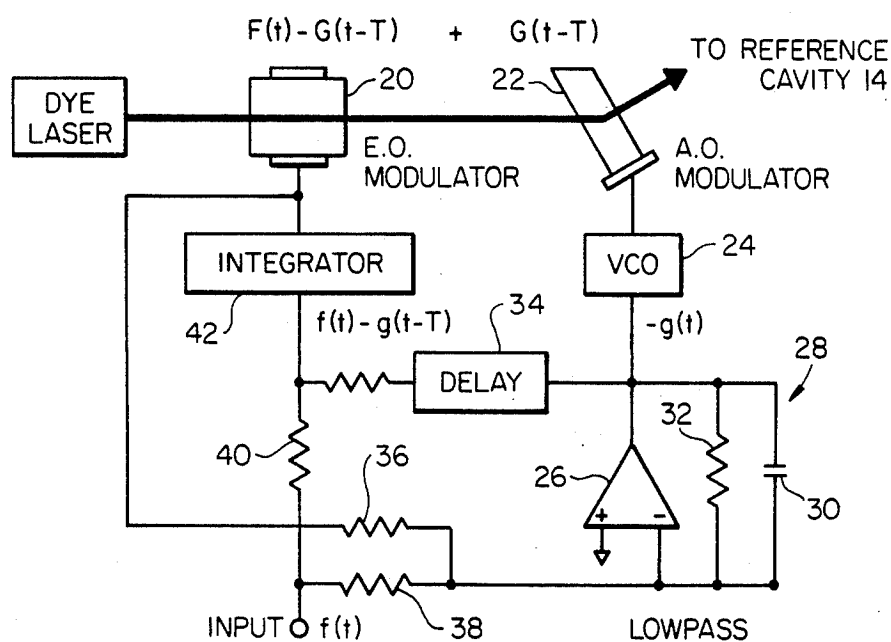 F(t)-G(t-T) + G(t-T)
TO REFERENCE
CAVITY 14
20
22
DYE
LASER
E.O.
MODULATOR
A.O.
MODULATOR
INTEGRATOR
VCO
24
42
f(t)-g(t-T)
34
-g(t)
DELAY
28
32
40
36
26
30
+ -
INPUT f(t)
38
LOWPASS